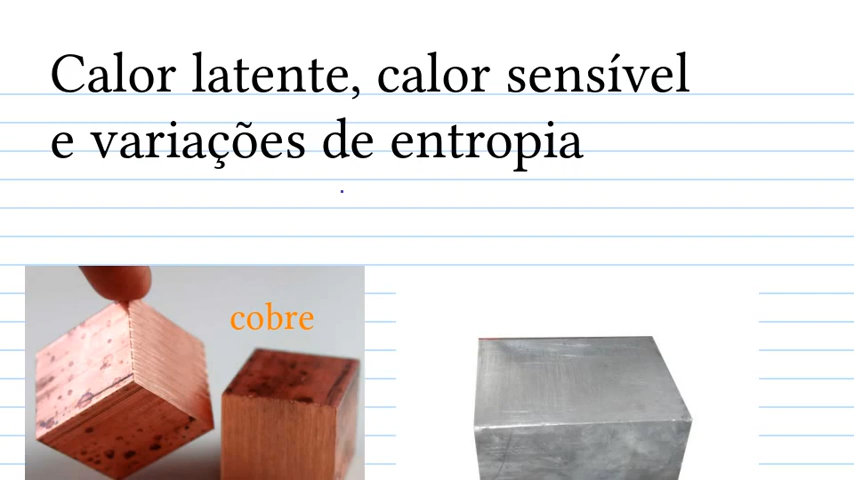 Calor latente, calor sensível
e variações de entropia
cobre